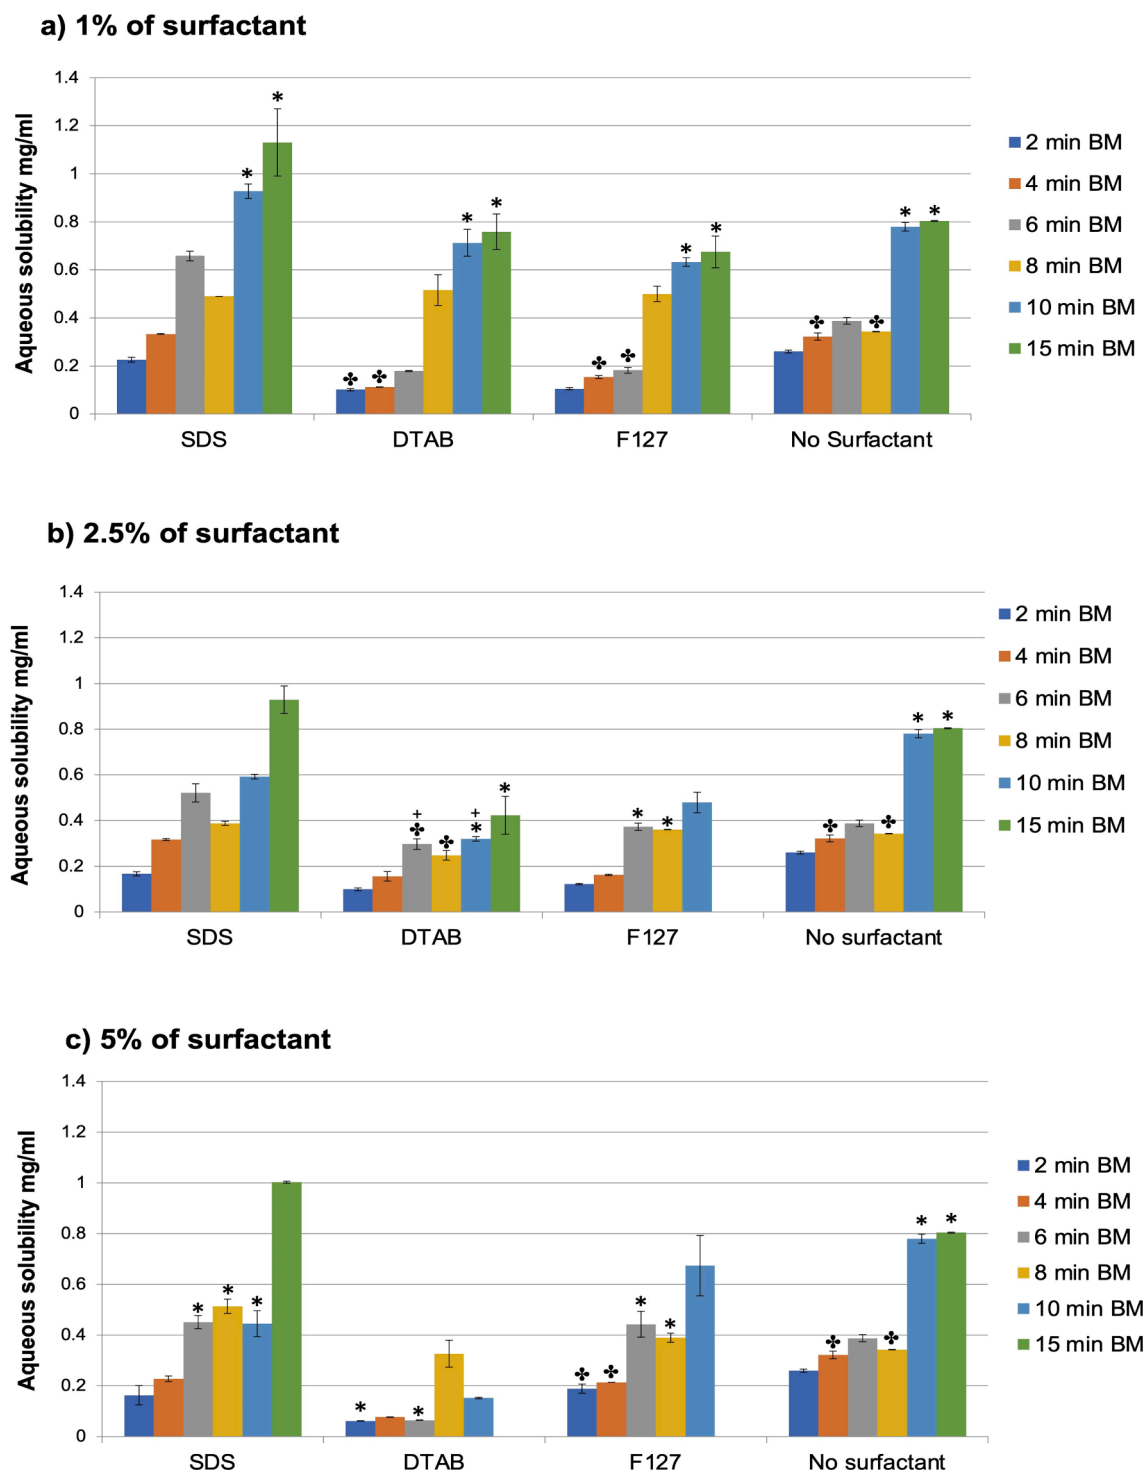 a) 1% of surfactant
Aqueous solubility mg/ml
1.4
1.2
1
0.8
0.6
0.4
0.2
0
* * * * * * * *
✤ ✤ ✤ ✤ ✤ ✤
SDS DTAB F127 No Surfactant
2 min BM
4 min BM
6 min BM
8 min BM
10 min BM
15 min BM
b) 2.5% of surfactant
Aqueous solubility mg/ml
1.4
1.2
1
0.8
0.6
0.4
0.2
0
+ +
✤ ✤ * * * * * *
✤ ✤
SDS DTAB F127 No surfactant
2 min BM
4 min BM
6 min BM
8 min BM
10 min BM
15 min BM
c) 5% of surfactant
Aqueous solubility mg/ml
1.4
1.2
1
0.8
0.6
0.4
0.2
0
* * * * * * * * *
✤ ✤ ✤ ✤
SDS DTAB F127 No surfactant
2 min BM
4 min BM
6 min BM
8 min BM
10 min BM
15 min BM